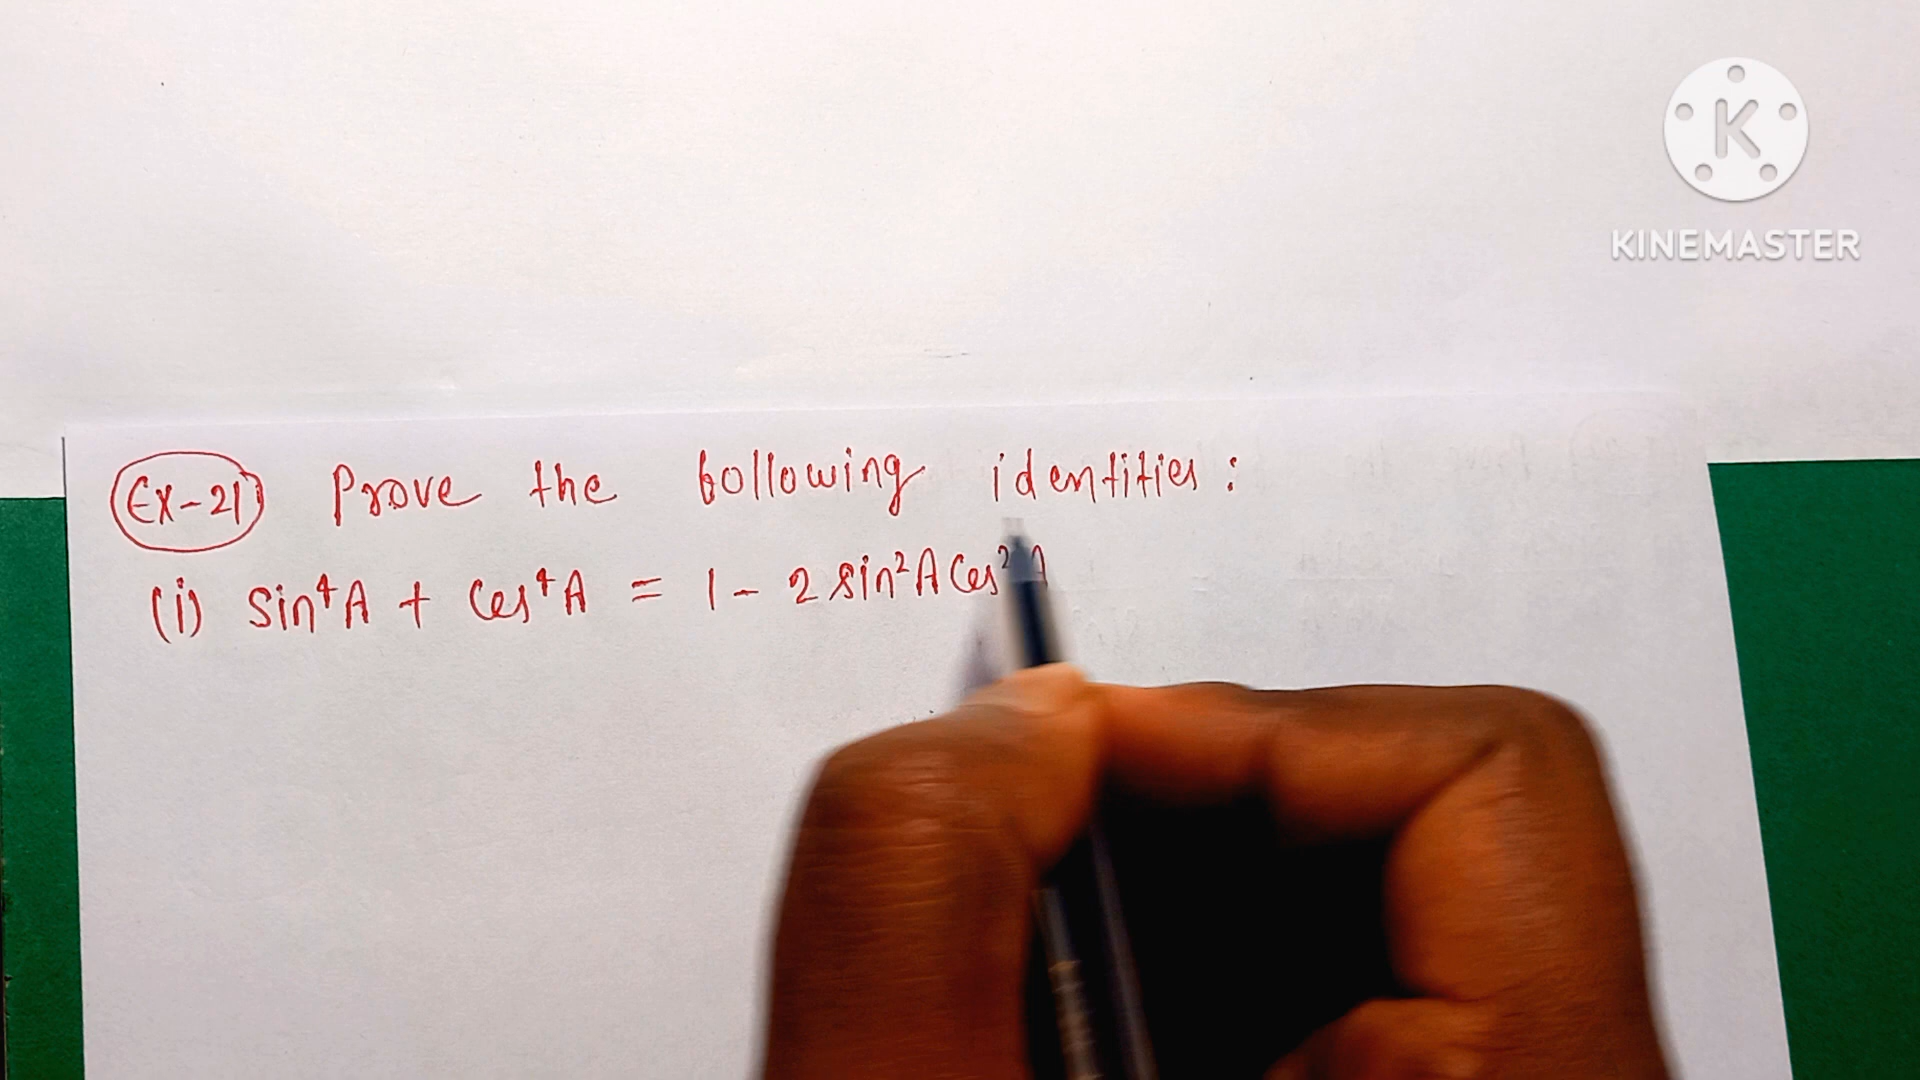 K
KINEMASTER
Ex-21 Prove the following identities:
(i) sin⁴A + cos⁴A = 1 - 2 sin²A cos²A